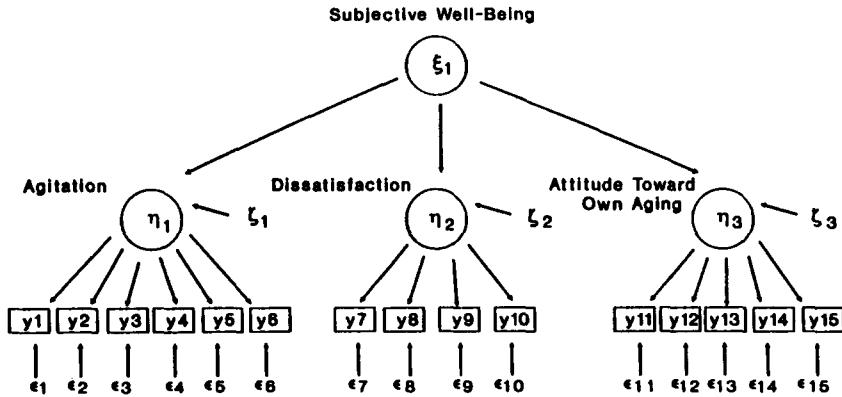 Subjective Well-Being
ξ1
Agitation
Dissatisfaction
Attitude Toward
Own Aging
η1
ζ1
η2
ζ2
η3
ζ3
y1 y2 y3 y4 y5 y6 y7 y8 y9 y10 y11 y12 y13 y14 y15
ϵ1 ϵ2 ϵ3 ϵ4 ϵ5 ϵ6 ϵ7 ϵ8 ϵ9 ϵ10 ϵ11 ϵ12 ϵ13 ϵ14 ϵ15